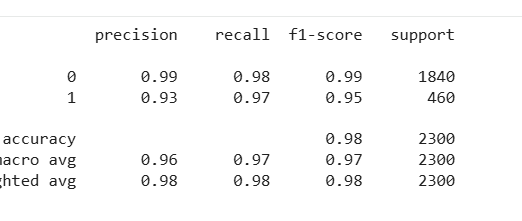 precision recall f1-score support
0 0.99 0.98 0.99 1840
1 0.93 0.97 0.95 460
accuracy 0.98 2300
macro avg 0.96 0.97 0.97 2300
ghted avg 0.98 0.98 0.98 2300